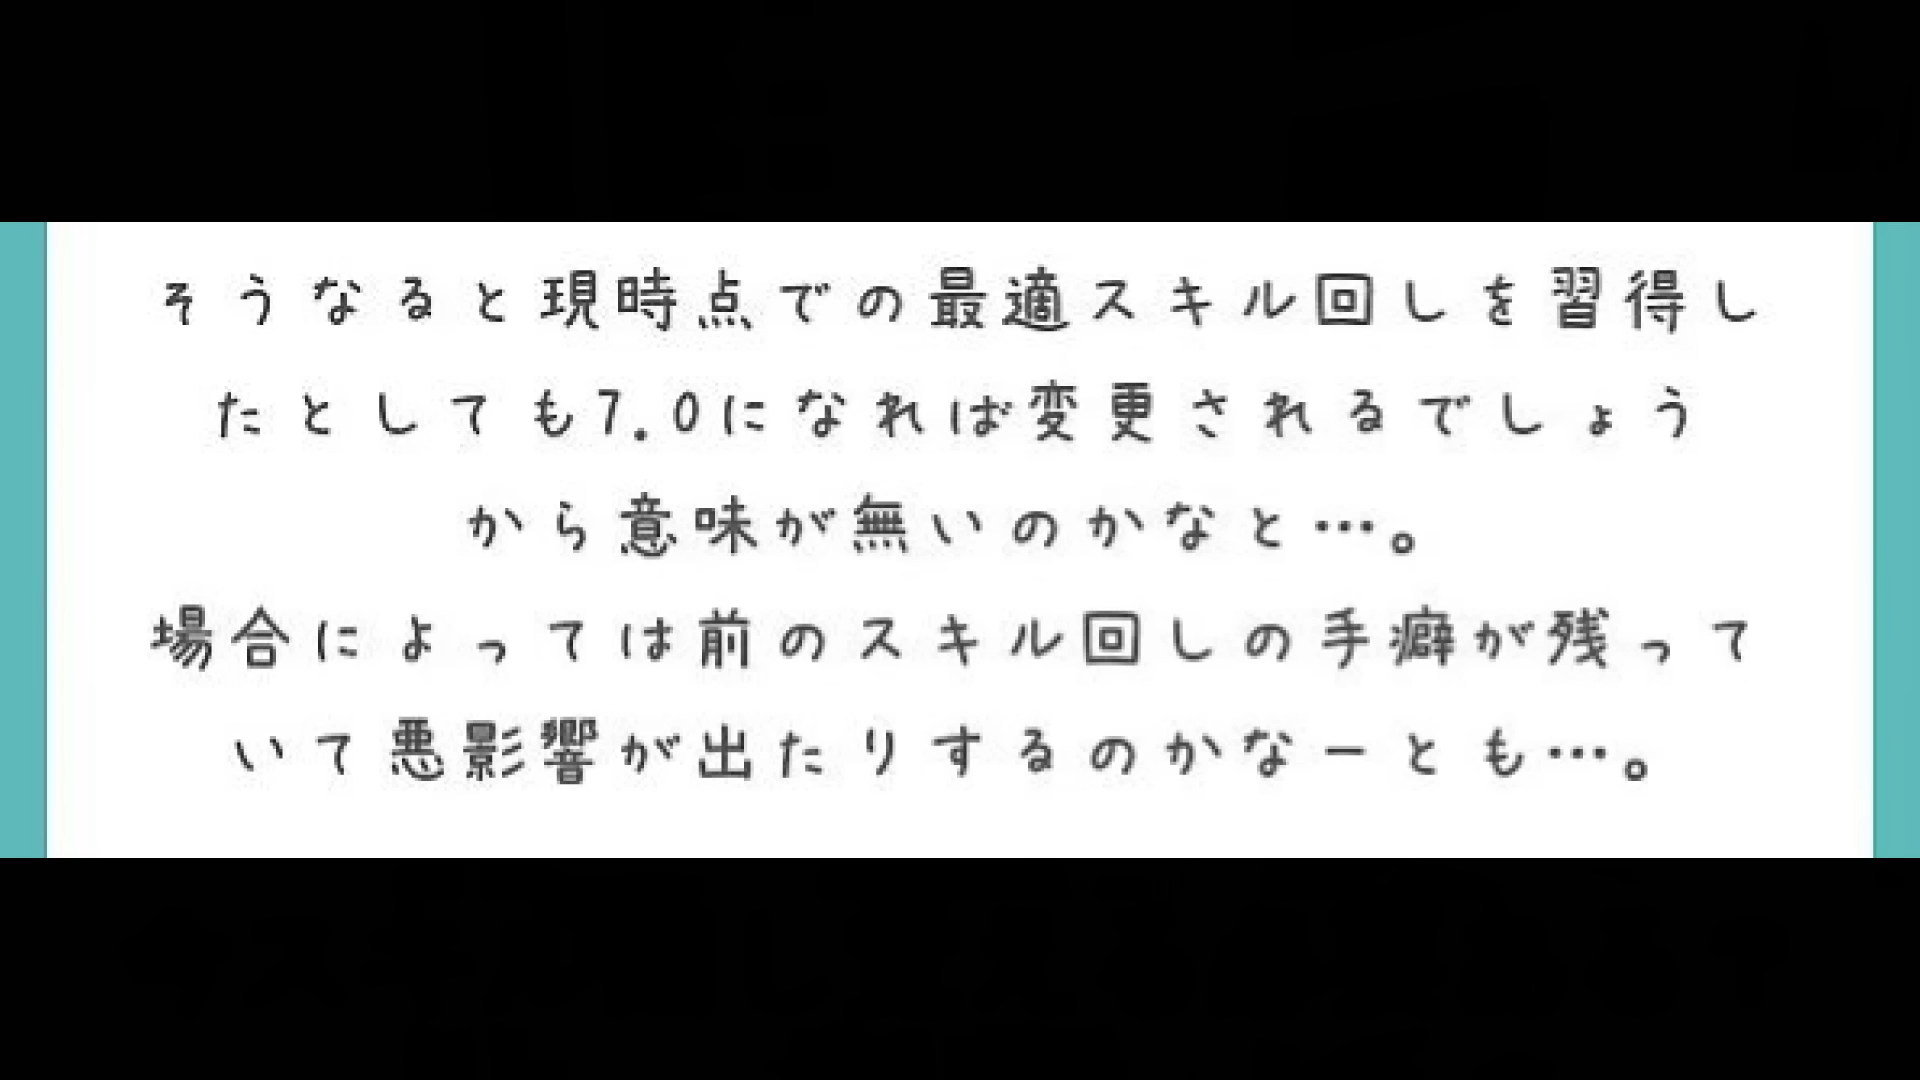 そうなると現時点での最適スキル回しを習得し
たとしても7.0になれば変更されるでしょう
から意味が無いのかなと…。
場合によっては前のスキル回しの手癖が残って
いて悪影響が出たりするのかなーとも…。